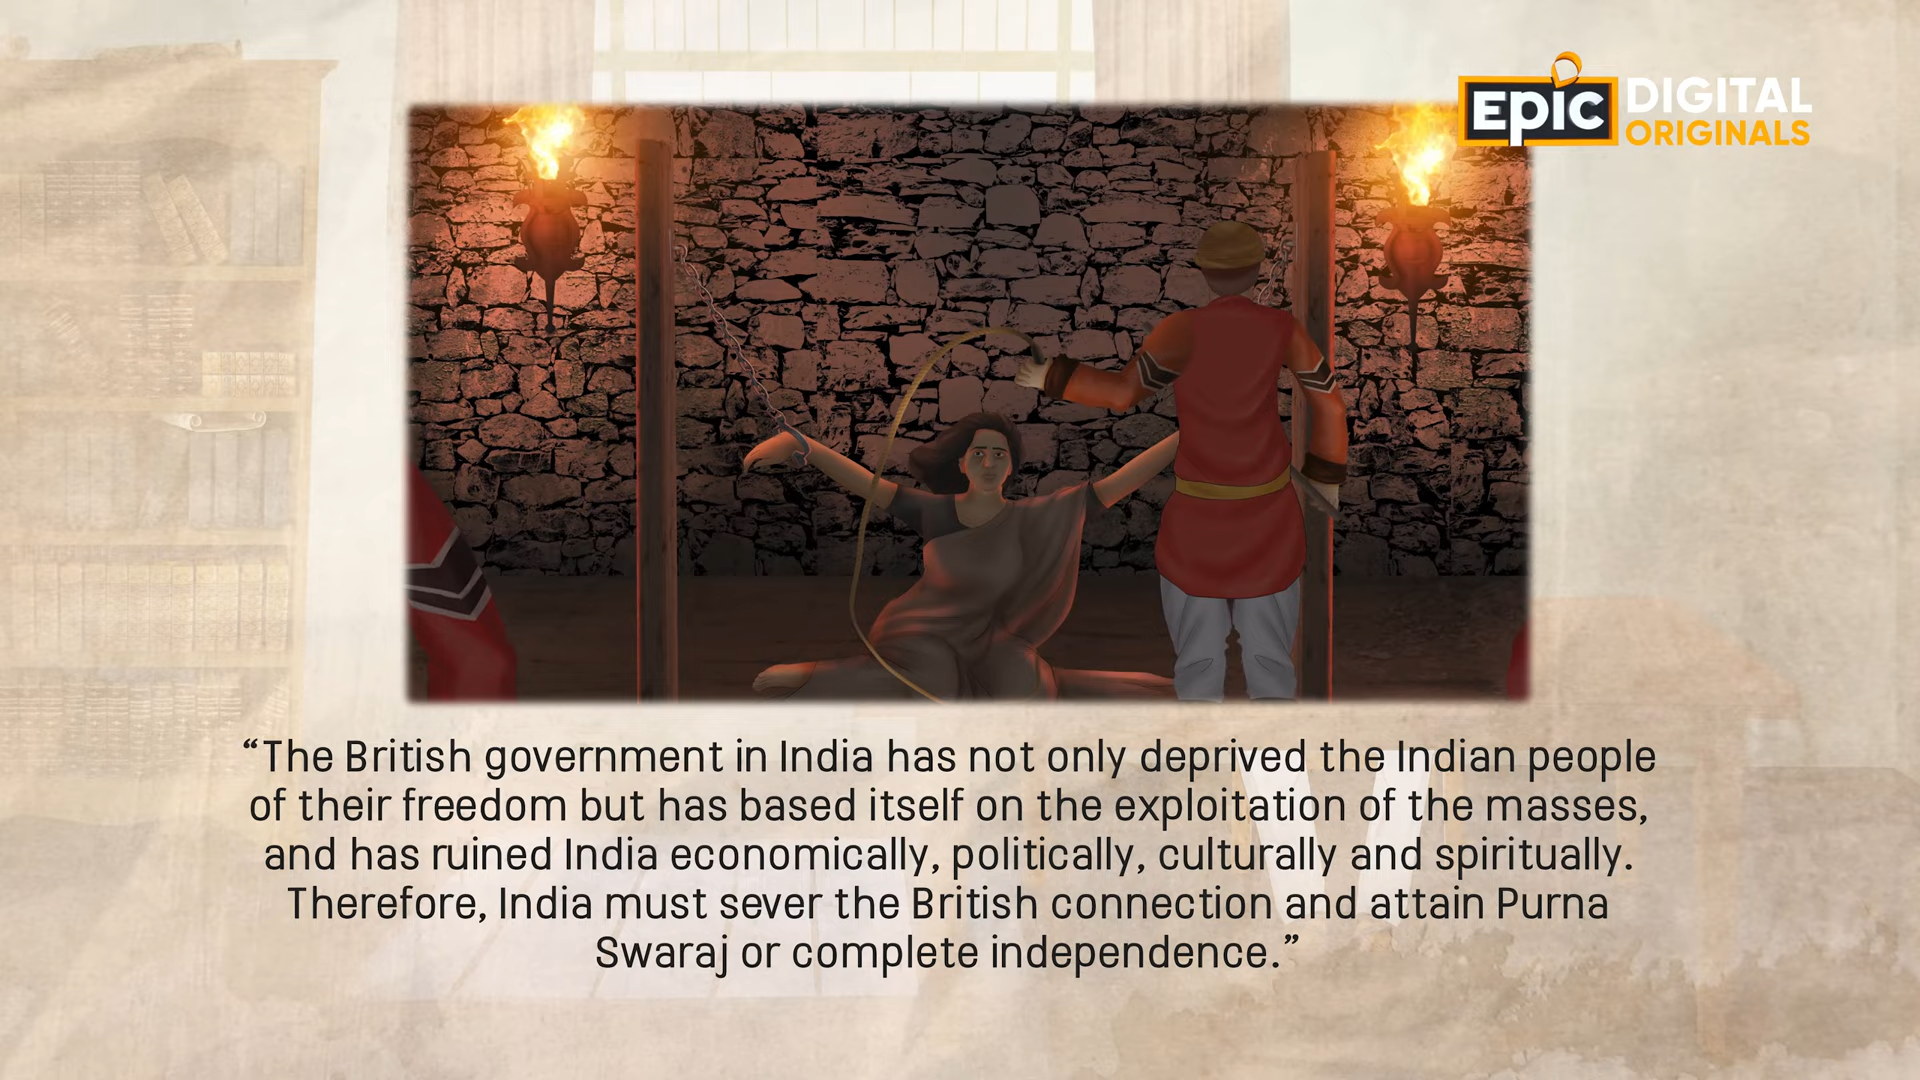 EPIC DIGITAL
ORIGINALS
“The British government in India has not only deprived the Indian people
of their freedom but has based itself on the exploitation of the masses,
and has ruined India economically, politically, culturally and spiritually.
Therefore, India must sever the British connection and attain Purna
Swaraj or complete independence.”